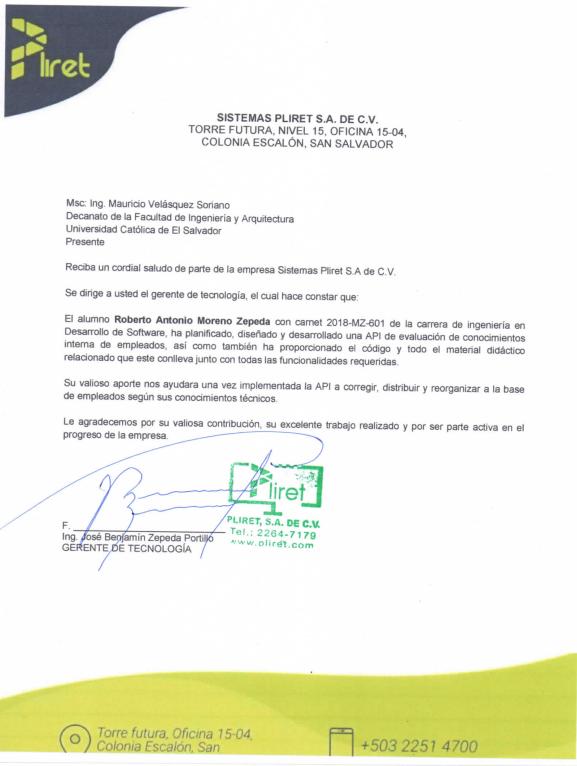 Pliret
SISTEMAS PLIRET S.A. DE C.V.
TORRE FUTURA, NIVEL 15, OFICINA 15-04,
COLONIA ESCALÓN, SAN SALVADOR
Msc: Ing. Mauricio Velásquez Soriano
Decanato de la Facultad de Ingeniería y Arquitectura
Universidad Católica de El Salvador
Presente
Reciba un cordial saludo de parte de la empresa Sistemas Pliret S.A de C.V.
Se dirige a usted el gerente de tecnología, el cual hace constar que:
El alumno Roberto Antonio Moreno Zepeda con carnet 2018-MZ-601 de la carrera de ingeniería en
Desarrollo de Software, ha planificado, diseñado y desarrollado una API de evaluación de conocimientos
interna de empleados, así como también ha proporcionado el código y todo el material didáctico
relacionado que este conlleva junto con todas las funcionalidades requeridas.
Su valioso aporte nos ayudara una vez implementada la API a corregir, distribuir y reorganizar a la base
de empleados según sus conocimientos técnicos.
Le agradecemos por su valiosa contribución, su excelente trabajo realizado y por ser parte activa en el
progreso de la empresa.
Pliret
PLIRET, S.A. DE C.V.
Tel.: 2264-7179
www.pliret.com
F.
Ing. José Benjamín Zepeda Portillo
GERENTE DE TECNOLOGÍA
Torre futura, Oficina 15-04,
Colonia Escalón, San
+503 2251 4700